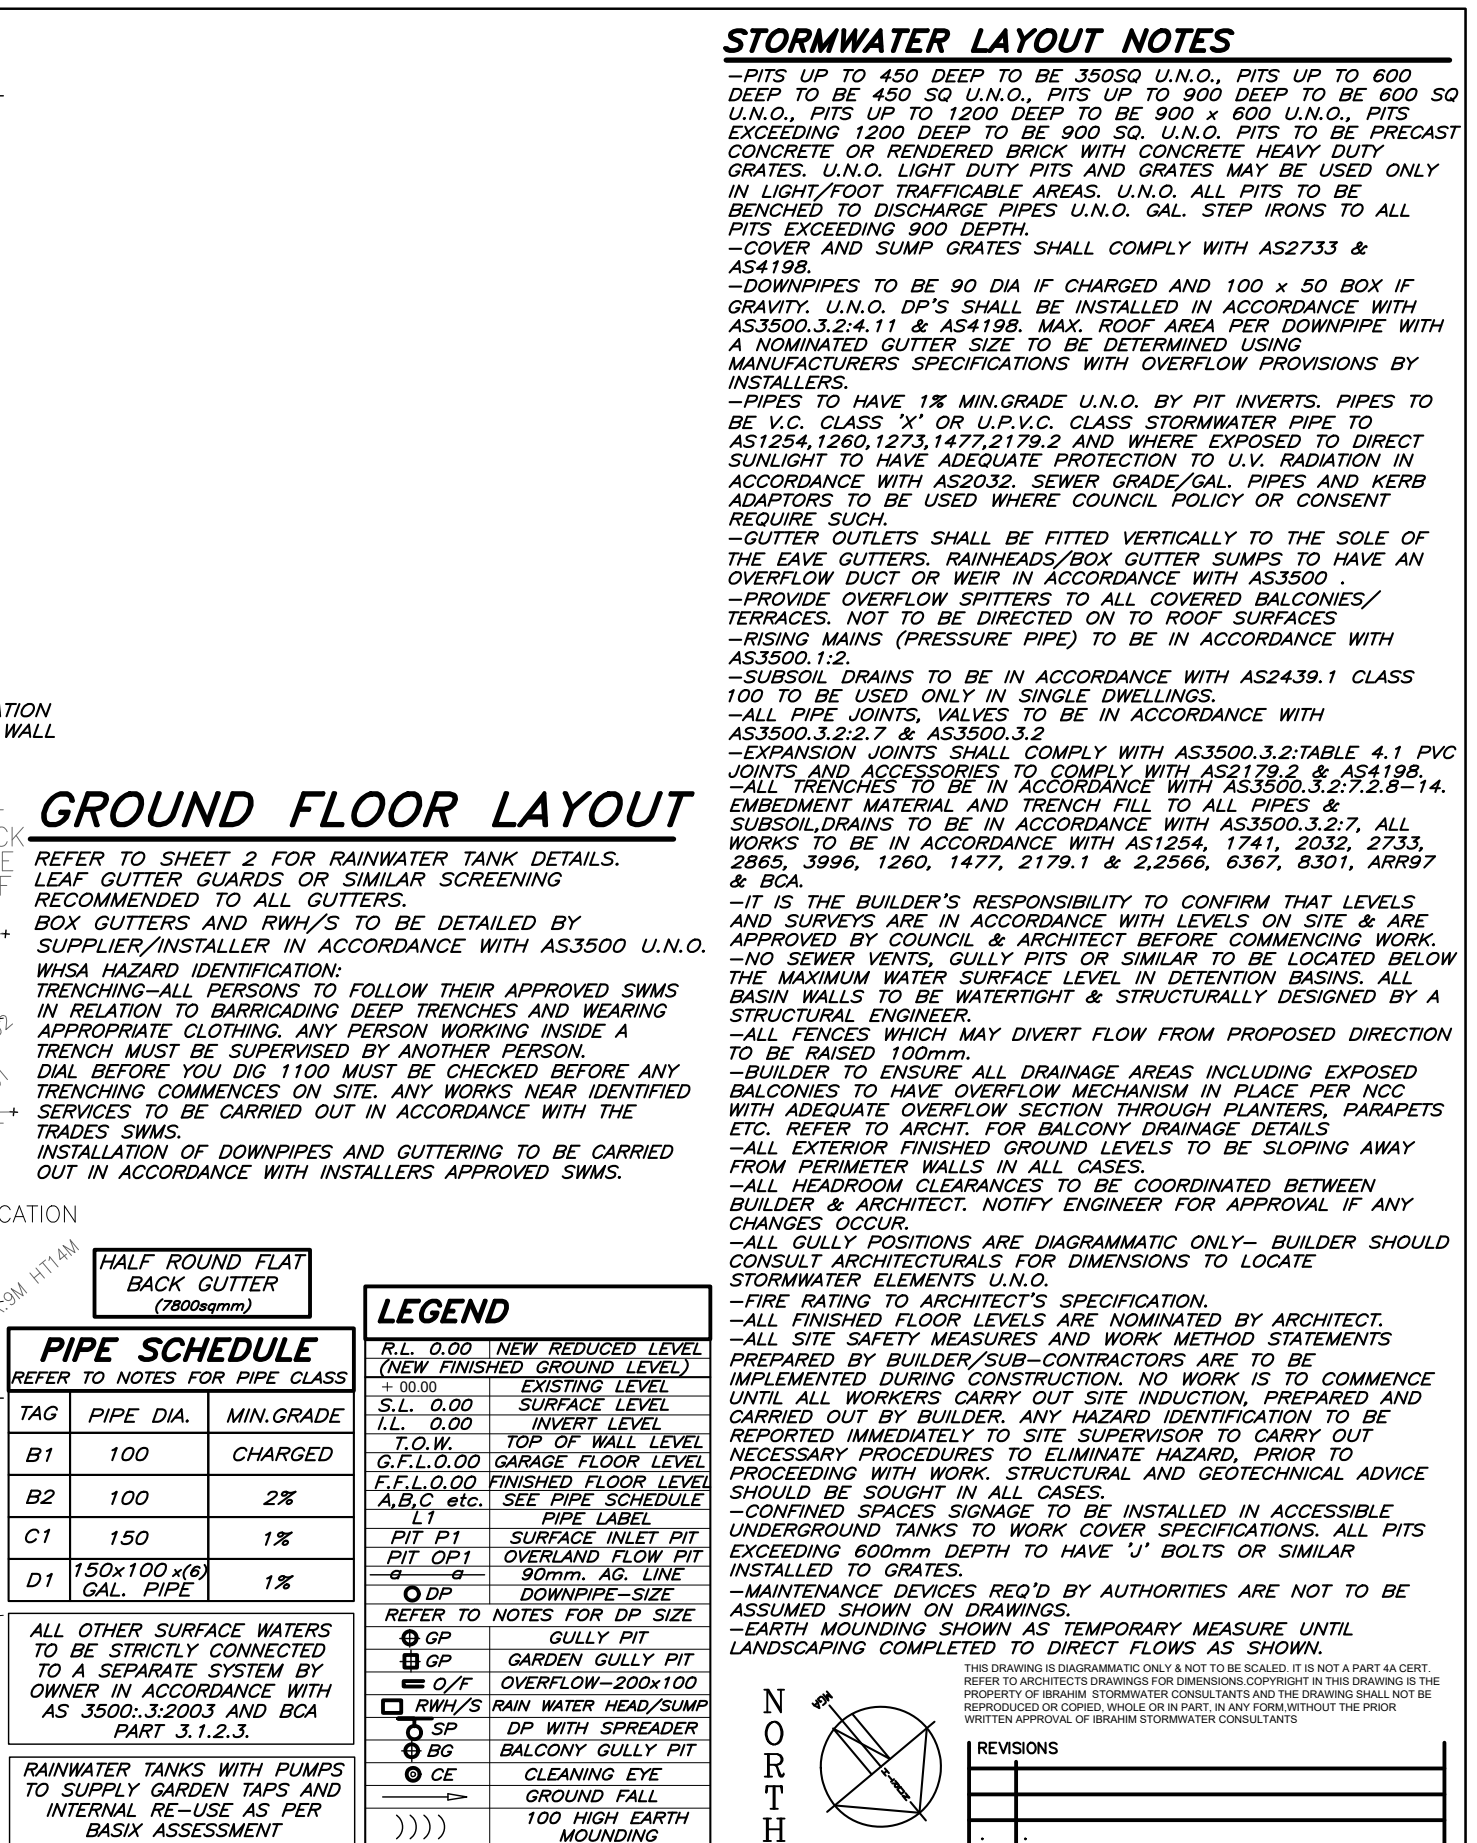 STORMWATER LAYOUT NOTES
-PITS UP TO 450 DEEP TO BE 350SQ U.N.O., PITS UP TO 600
DEEP TO BE 450 SQ U.N.O., PITS UP TO 900 DEEP TO BE 600 SQ
U.N.O., PITS UP TO 1200 DEEP TO BE 900 x 600 U.N.O., PITS
EXCEEDING 1200 DEEP TO BE 900 SQ. U.N.O. PITS TO BE PRECAST
CONCRETE OR RENDERED BRICK WITH CONCRETE HEAVY DUTY
GRATES. U.N.O. LIGHT DUTY PITS AND GRATES MAY BE USED ONLY
IN LIGHT/FOOT TRAFFICABLE AREAS. U.N.O. ALL PITS TO BE
BENCHED TO DISCHARGE PIPES U.N.O. GAL. STEP IRONS TO ALL
PITS EXCEEDING 900 DEPTH.
-COVER AND SUMP GRATES SHALL COMPLY WITH AS2733 &
AS4198.
-DOWNPIPES TO BE 90 DIA IF CHARGED AND 100 x 50 BOX IF
GRAVITY. U.N.O. DP'S SHALL BE INSTALLED IN ACCORDANCE WITH
AS3500.3.2:4.11 & AS4198. MAX. ROOF AREA PER DOWNPIPE WITH
A NOMINATED GUTTER SIZE TO BE DETERMINED USING
MANUFACTURERS SPECIFICATIONS WITH OVERFLOW PROVISIONS BY
INSTALLERS.
-PIPES TO HAVE 1% MIN.GRADE U.N.O. BY PIT INVERTS. PIPES TO
BE V.C. CLASS 'X' OR U.P.V.C. CLASS STORMWATER PIPE TO
AS1254,1260,1273,1477,2179.2 AND WHERE EXPOSED TO DIRECT
SUNLIGHT TO HAVE ADEQUATE PROTECTION TO U.V. RADIATION IN
ACCORDANCE WITH AS2032. SEWER GRADE/GAL. PIPES AND KERB
ADAPTORS TO BE USED WHERE COUNCIL POLICY OR CONSENT
REQUIRE SUCH.
-GUTTER OUTLETS SHALL BE FITTED VERTICALLY TO THE SOLE OF
THE EAVE GUTTERS. RAINHEADS/BOX GUTTER SUMPS TO HAVE AN
OVERFLOW DUCT OR WEIR IN ACCORDANCE WITH AS3500 .
-PROVIDE OVERFLOW SPITTERS TO ALL COVERED BALCONIES/
TERRACES. NOT TO BE DIRECTED ON TO ROOF SURFACES
-RISING MAINS (PRESSURE PIPE) TO BE IN ACCORDANCE WITH
AS3500.1:2.
-SUBSOIL DRAINS TO BE IN ACCORDANCE WITH AS2439.1 CLASS
100 TO BE USED ONLY IN SINGLE DWELLINGS.
-ALL PIPE JOINTS, VALVES TO BE IN ACCORDANCE WITH
AS3500.3.2:2.7 & AS3500.3.2
-EXPANSION JOINTS SHALL COMPLY WITH AS3500.3.2:TABLE 4.1 PVC
JOINTS AND ACCESSORIES TO COMPLY WITH AS2179.2 & AS4198.
-ALL TRENCHES TO BE IN ACCORDANCE WITH AS3500.3.2:7.2.8-14.
EMBEDMENT MATERIAL AND TRENCH FILL TO ALL PIPES &
SUBSOIL,DRAINS TO BE IN ACCORDANCE WITH AS3500.3.2:7, ALL
WORKS TO BE IN ACCORDANCE WITH AS1254, 1741, 2032, 2733,
2865, 3996, 1260, 1477, 2179.1 & 2,2566, 6367, 8301, ARR97
& BCA.
-IT IS THE BUILDER'S RESPONSIBILITY TO CONFIRM THAT LEVELS
AND SURVEYS ARE IN ACCORDANCE WITH LEVELS ON SITE & ARE
APPROVED BY COUNCIL & ARCHITECT BEFORE COMMENCING WORK.
-NO SEWER VENTS, GULLY PITS OR SIMILAR TO BE LOCATED BELOW
THE MAXIMUM WATER SURFACE LEVEL IN DETENTION BASINS. ALL
BASIN WALLS TO BE WATERTIGHT & STRUCTURALLY DESIGNED BY A
STRUCTURAL ENGINEER.
-ALL FENCES WHICH MAY DIVERT FLOW FROM PROPOSED DIRECTION
TO BE RAISED 100mm.
-BUILDER TO ENSURE ALL DRAINAGE AREAS INCLUDING EXPOSED
BALCONIES TO HAVE OVERFLOW MECHANISM IN PLACE PER NCC
WITH ADEQUATE OVERFLOW SECTION THROUGH PLANTERS, PARAPETS
ETC. REFER TO ARCHT. FOR BALCONY DRAINAGE DETAILS
-ALL EXTERIOR FINISHED GROUND LEVELS TO BE SLOPING AWAY
FROM PERIMETER WALLS IN ALL CASES.
-ALL HEADROOM CLEARANCES TO BE COORDINATED BETWEEN
BUILDER & ARCHITECT. NOTIFY ENGINEER FOR APPROVAL IF ANY
CHANGES OCCUR.
-ALL GULLY POSITIONS ARE DIAGRAMMATIC ONLY- BUILDER SHOULD
CONSULT ARCHITECTURALS FOR DIMENSIONS TO LOCATE
STORMWATER ELEMENTS U.N.O.
-FIRE RATING TO ARCHITECT'S SPECIFICATION.
-ALL FINISHED FLOOR LEVELS ARE NOMINATED BY ARCHITECT.
-ALL SITE SAFETY MEASURES AND WORK METHOD STATEMENTS
PREPARED BY BUILDER/SUB-CONTRACTORS ARE TO BE
IMPLEMENTED DURING CONSTRUCTION. NO WORK IS TO COMMENCE
UNTIL ALL WORKERS CARRY OUT SITE INDUCTION, PREPARED AND
CARRIED OUT BY BUILDER. ANY HAZARD IDENTIFICATION TO BE
REPORTED IMMEDIATELY TO SITE SUPERVISOR TO CARRY OUT
NECESSARY PROCEDURES TO ELIMINATE HAZARD, PRIOR TO
PROCEEDING WITH WORK. STRUCTURAL AND GEOTECHNICAL ADVICE
SHOULD BE SOUGHT IN ALL CASES.
-CONFINED SPACES SIGNAGE TO BE INSTALLED IN ACCESSIBLE
UNDERGROUND TANKS TO WORK COVER SPECIFICATIONS. ALL PITS
EXCEEDING 600mm DEPTH TO HAVE 'J' BOLTS OR SIMILAR
INSTALLED TO GRATES.
-MAINTENANCE DEVICES REQ'D BY AUTHORITIES ARE NOT TO BE
ASSUMED SHOWN ON DRAWINGS.
-EARTH MOUNDING SHOWN AS TEMPORARY MEASURE UNTIL
LANDSCAPING COMPLETED TO DIRECT FLOWS AS SHOWN.
ATION
WALL
GROUND FLOOR LAYOUT
REFER TO SHEET 2 FOR RAINWATER TANK DETAILS.
LEAF GUTTER GUARDS OR SIMILAR SCREENING
RECOMMENDED TO ALL GUTTERS.
BOX GUTTERS AND RWH/S TO BE DETAILED BY
SUPPLIER/INSTALLER IN ACCORDANCE WITH AS3500 U.N.O.
WHSA HAZARD IDENTIFICATION:
TRENCHING-ALL PERSONS TO FOLLOW THEIR APPROVED SWMS
IN RELATION TO BARRICADING DEEP TRENCHES AND WEARING
APPROPRIATE CLOTHING. ANY PERSON WORKING INSIDE A
TRENCH MUST BE SUPERVISED BY ANOTHER PERSON.
DIAL BEFORE YOU DIG 1100 MUST BE CHECKED BEFORE ANY
TRENCHING COMMENCES ON SITE. ANY WORKS NEAR IDENTIFIED
SERVICES TO BE CARRIED OUT IN ACCORDANCE WITH THE
TRADES SWMS.
INSTALLATION OF DOWNPIPES AND GUTTERING TO BE CARRIED
OUT IN ACCORDANCE WITH INSTALLERS APPROVED SWMS.
CK
E
F
CATION
9M HT14M
HALF ROUND FLAT
BACK GUTTER
(7800sqmm)
PIPE SCHEDULE
REFER TO NOTES FOR PIPE CLASS
TAG PIPE DIA. MIN.GRADE
B1 100 CHARGED
B2 100 2%
C1 150 1%
D1 150x100 x(6) GAL. PIPE 1%
ALL OTHER SURFACE WATERS
TO BE STRICTLY CONNECTED
TO A SEPARATE SYSTEM BY
OWNER IN ACCORDANCE WITH
AS 3500:.3:2003 AND BCA
PART 3.1.2.3.
RAINWATER TANKS WITH PUMPS
TO SUPPLY GARDEN TAPS AND
INTERNAL RE-USE AS PER
BASIX ASSESSMENT
LEGEND
R.L. 0.00 NEW REDUCED LEVEL
(NEW FINISHED GROUND LEVEL)
+ 00.00 EXISTING LEVEL
S.L. 0.00 SURFACE LEVEL
I.L. 0.00 INVERT LEVEL
T.O.W. TOP OF WALL LEVEL
G.F.L.0.00 GARAGE FLOOR LEVEL
F.F.L.0.00 FINISHED FLOOR LEVEL
A,B,C etc. SEE PIPE SCHEDULE
L1 PIPE LABEL
PIT P1 SURFACE INLET PIT
PIT OP1 OVERLAND FLOW PIT
a a 90mm. AG. LINE
DP DOWNPIPE-SIZE
REFER TO NOTES FOR DP SIZE
GP GULLY PIT
GP GARDEN GULLY PIT
O/F OVERFLOW-200x100
RWH/S RAIN WATER HEAD/SUMP
SP DP WITH SPREADER
BG BALCONY GULLY PIT
CE CLEANING EYE
GROUND FALL
)))) 100 HIGH EARTH
MOUNDING
NORTH
MGA
THIS DRAWING IS DIAGRAMMATIC ONLY & NOT TO BE SCALED. IT IS NOT A PART 4A CERT.
REFER TO ARCHITECTS DRAWINGS FOR DIMENSIONS.COPYRIGHT IN THIS DRAWING IS THE
PROPERTY OF IBRAHIM STORMWATER CONSULTANTS AND THE DRAWING SHALL NOT BE
REPRODUCED OR COPIED, WHOLE OR IN PART, IN ANY FORM,WITHOUT THE PRIOR
WRITTEN APPROVAL OF IBRAHIM STORMWATER CONSULTANTS
REVISIONS